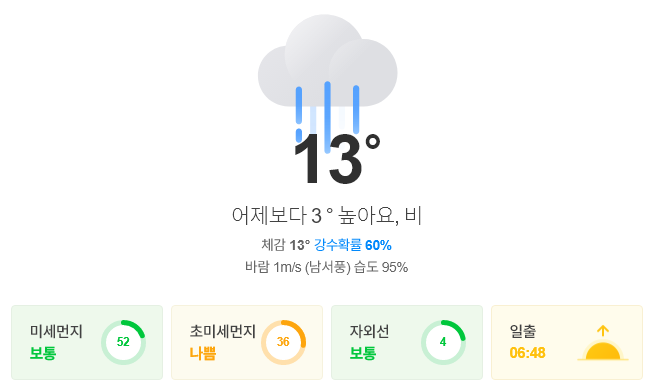 13°
어제보다 3° 높아요, 비
체감 13° 강수확률 60%
바람 1m/s (남서풍) 습도 95%
미세먼지
보통
52
초미세먼지
나쁨
36
자외선
보통
4
일출
06:48